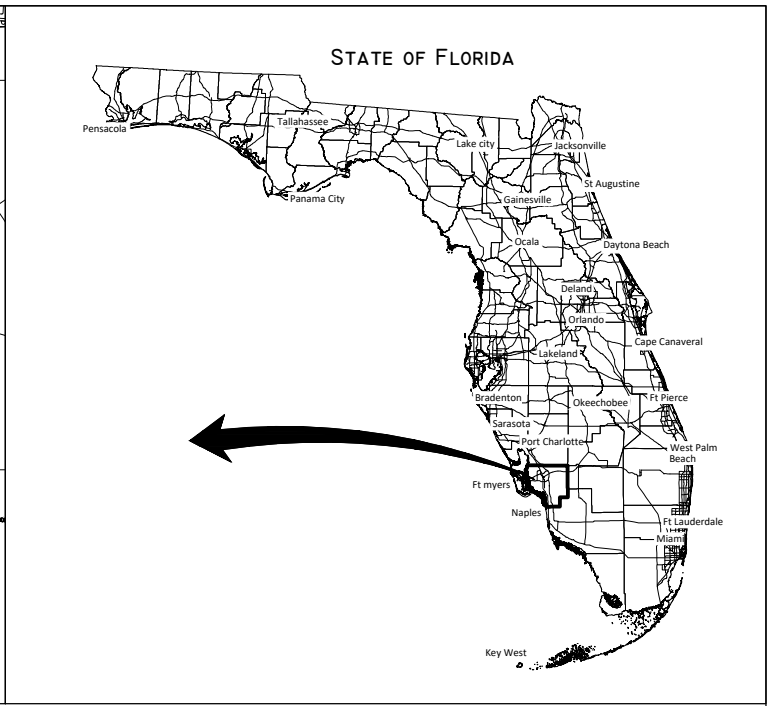 STATE OF FLORIDA
Pensacola
Tallahassee
Panama City
Lake city
Jacksonville
St Augustine
Gainesville
Ocala
Daytona Beach
Deland
Orlando
Cape Canaveral
Lakeland
Bradenton
Okeechobee
Ft Pierce
Sarasota
Port Charlotte
West Palm
Beach
Ft myers
Naples
Ft Lauderdale
Miami
Key West